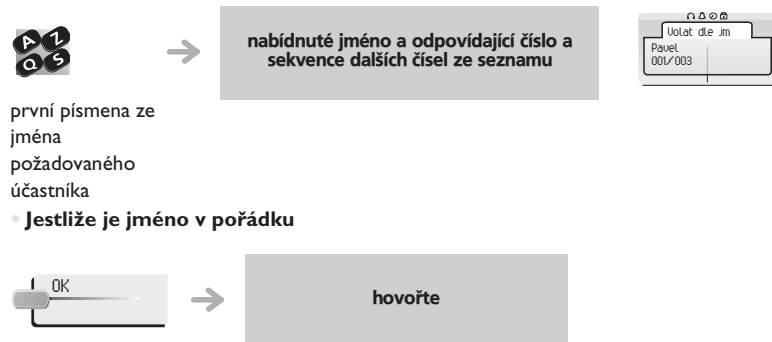 A Z
Q S
nabídnuté jméno a odpovídající číslo a
sekvence dalších čísel ze seznamu
Volat dle jm
Pavel
001/003
první písmena ze
jména
požadovaného
účastníka
• Jestliže je jméno v pořádku
OK
hovořte